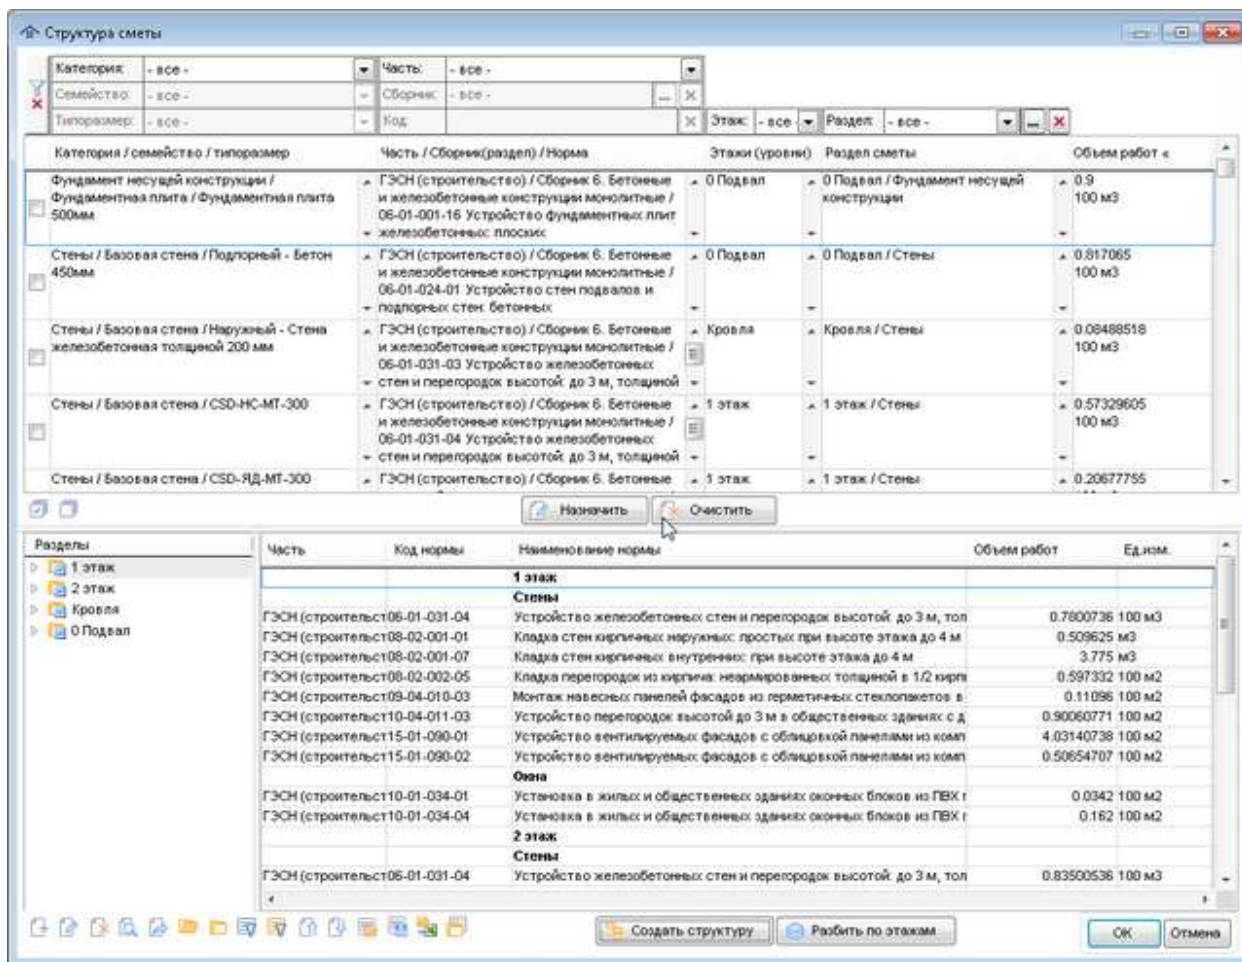 Структура сметы
Категория: - все - Часть: - все -
Семейство: - все - Сборник: - все -
Типоразмер: - все - Код: Этаж: - все - Раздел: - все -
Категория / семейство / типоразмер Часть / Сборник(раздел) / Норма Этажи (уровни) Раздел сметы Объем работ «
Фундамент несущей конструкции / ГЭСН (строительство) / Сборник 6. Бетонные 0 Подвал 0 Подвал / Фундамент несущей 0.9
Фундаментная плита / Фундаментная плита и железобетонные конструкции монолитные / конструкции 100 м3
500мм 06-01-001-16 Устройство фундаментных плит
железобетонных: плоских
Стены / Базовая стена / Подпорный - Бетон ГЭСН (строительство) / Сборник 6. Бетонные 0 Подвал 0 Подвал / Стены 0.817065
450мм и железобетонные конструкции монолитные / 100 м3
06-01-024-01 Устройство стен подвалов и
подпорных стен: бетонных
Стены / Базовая стена / Наружный - Стена ГЭСН (строительство) / Сборник 6. Бетонные Кровля Кровля / Стены 0.08488518
железобетонная толщиной 200 мм и железобетонные конструкции монолитные / 100 м3
06-01-031-03 Устройство железобетонных
стен и перегородок высотой: до 3 м, толщиной
Стены / Базовая стена / CSD-НС-МТ-300 ГЭСН (строительство) / Сборник 6. Бетонные 1 этаж 1 этаж / Стены 0.57329605
и железобетонные конструкции монолитные / 100 м3
06-01-031-04 Устройство железобетонных
стен и перегородок высотой: до 3 м, толщиной
Стены / Базовая стена / CSD-ЯД-МТ-300 ГЭСН (строительство) / Сборник 6. Бетонные 1 этаж 1 этаж / Стены 0.20677755
Назначить Очистить
Разделы
1 этаж
2 этаж
Кровля
0 Подвал
Часть Код нормы Наименование нормы Объем работ Ед.изм.
1 этаж
Стены
ГЭСН (строительст 06-01-031-04 Устройство железобетонных стен и перегородок высотой: до 3 м, тол 0.7800736 100 м3
ГЭСН (строительст 08-02-001-01 Кладка стен кирпичных наружных: простых при высоте этажа до 4 м 0.509625 м3
ГЭСН (строительст 08-02-001-07 Кладка стен кирпичных внутренних: при высоте этажа до 4 м 3.775 м3
ГЭСН (строительст 08-02-002-05 Кладка перегородок из кирпича: неармированных толщиной в 1/2 кирпи 0.597332 100 м2
ГЭСН (строительст 09-04-010-03 Монтаж навесных панелей фасадов из герметичных стеклопакетов в 0.11096 100 м2
ГЭСН (строительст 10-04-011-03 Устройство перегородок высотой до 3 м в общественных зданиях с д 0.90060771 100 м2
ГЭСН (строительст 15-01-090-01 Устройство вентилируемых фасадов с облицовкой панелями из комп 4.03140738 100 м2
ГЭСН (строительст 15-01-090-02 Устройство вентилируемых фасадов с облицовкой панелями из комп 0.50654707 100 м2
Окна
ГЭСН (строительст 10-01-034-01 Установка в жилых и общественных зданиях оконных блоков из ПВХ г 0.0342 100 м2
ГЭСН (строительст 10-01-034-04 Установка в жилых и общественных зданиях оконных блоков из ПВХ г 0.162 100 м2
2 этаж
Стены
ГЭСН (строительст 06-01-031-04 Устройство железобетонных стен и перегородок высотой: до 3 м, тол 0.83500536 100 м3
Создать структуру Разбить по этажам OK Отмена